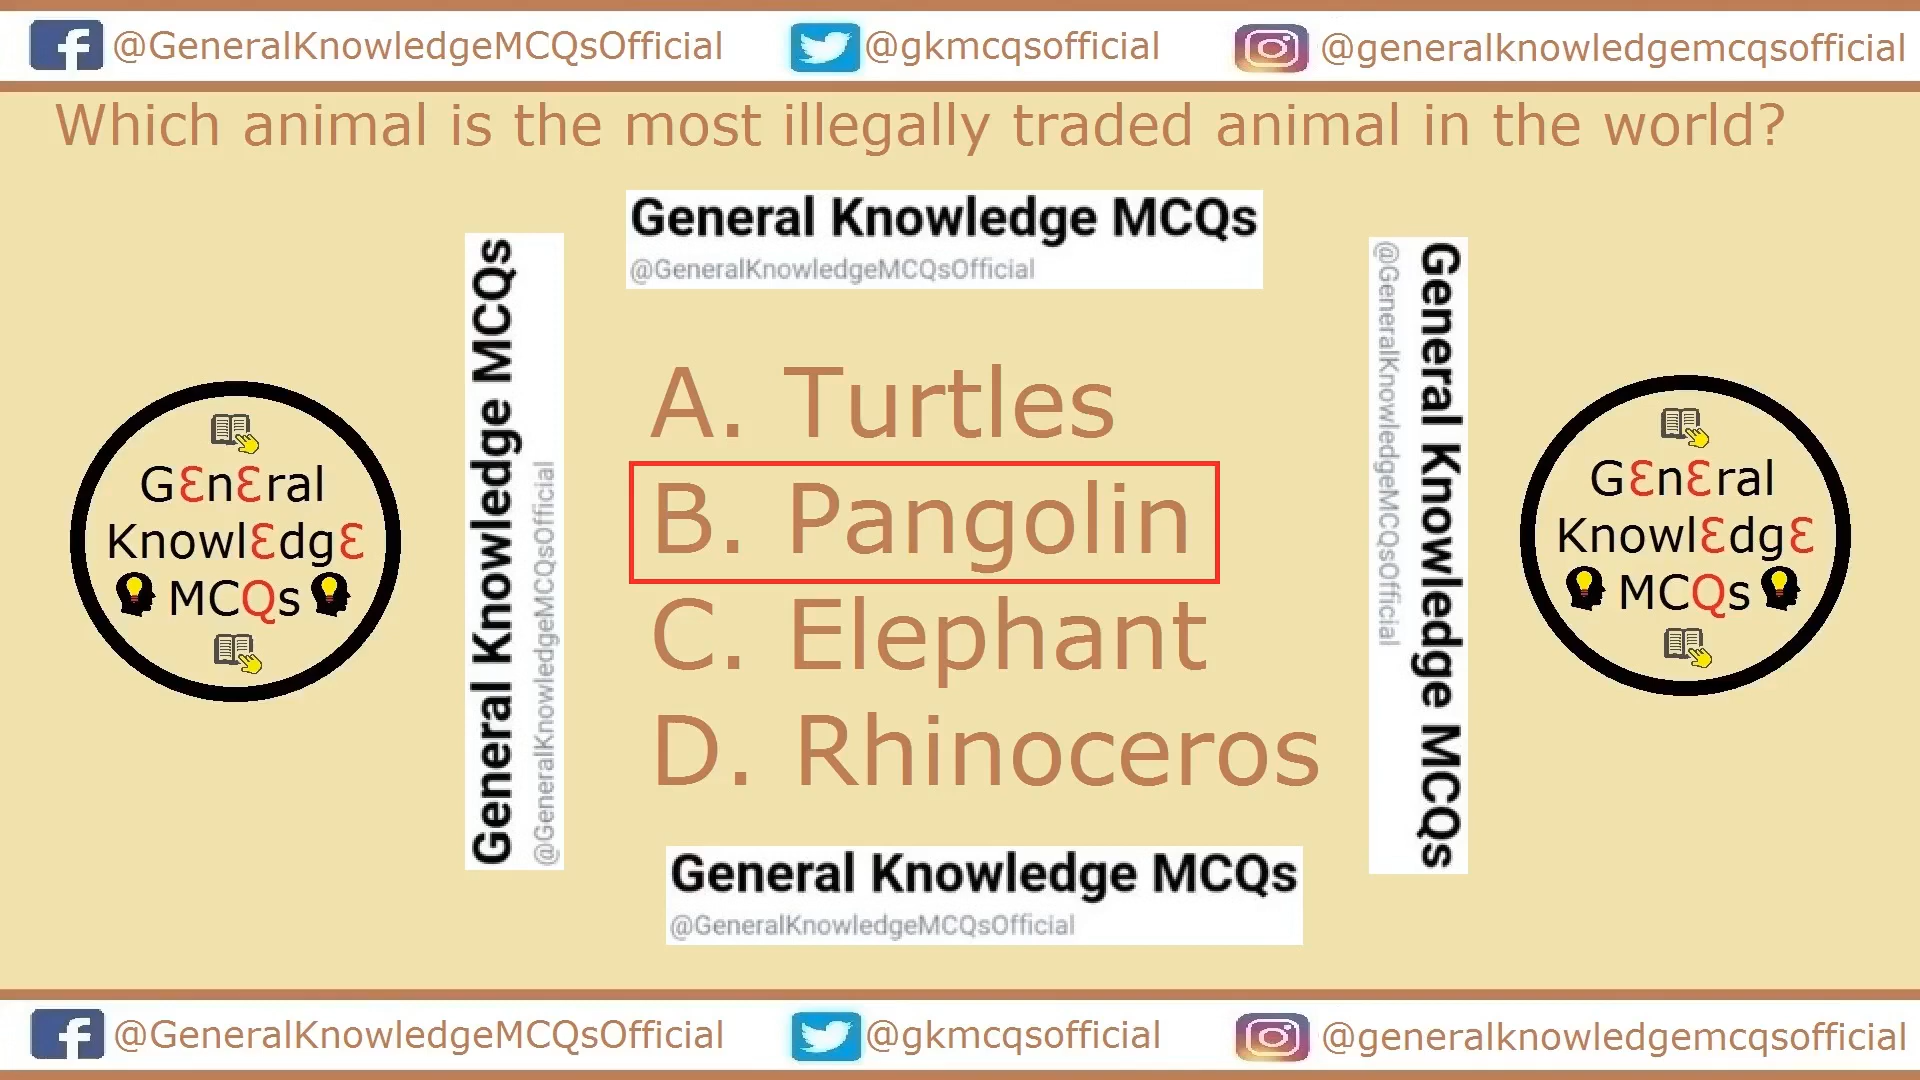 @GeneralKnowledgeMCQsOfficial @gkmcqsofficial @generalknowledgemcqsofficial
Which animal is the most illegally traded animal in the world?
General Knowledge MCQs
@GeneralKnowledgeMCQsOfficial
General Knowledge MCQs
@GeneralKnowledgeMCQsOfficial
General Knowledge MCQs
@GeneralKnowledgeMCQsOfficial
GƐnƐral
KnowlƐdgƐ
MCQs
A. Turtles
B. Pangolin
C. Elephant
D. Rhinoceros
GƐnƐral
KnowlƐdgƐ
MCQs
General Knowledge MCQs
@GeneralKnowledgeMCQsOfficial
@GeneralKnowledgeMCQsOfficial @gkmcqsofficial @generalknowledgemcqsofficial